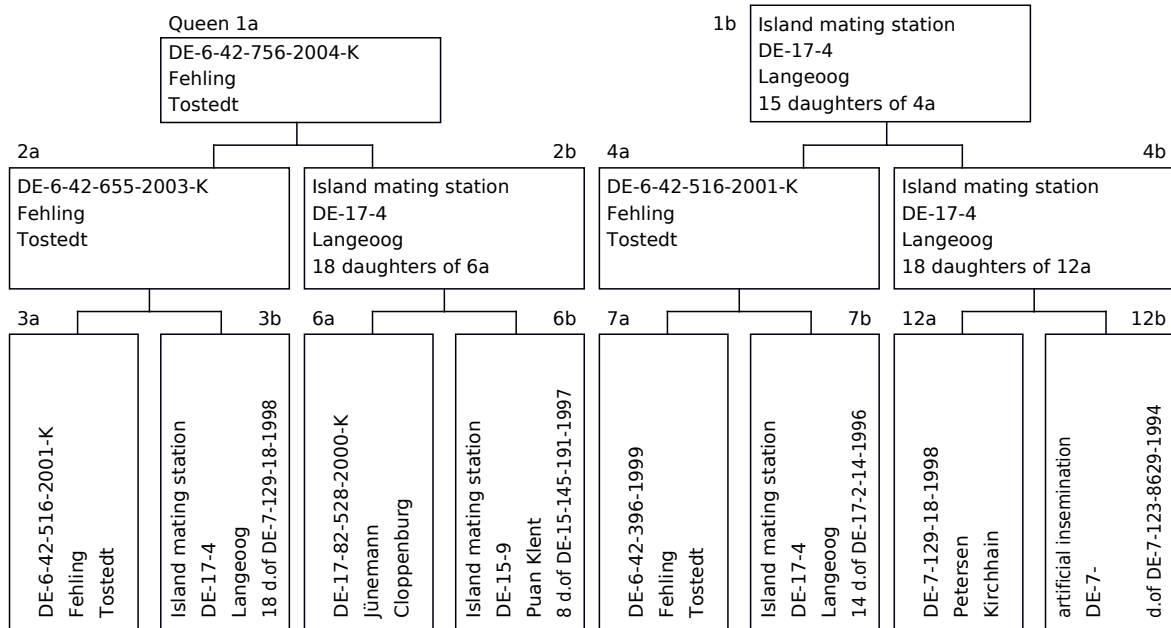 Queen 1a
DE-6-42-756-2004-K
Fehling
Tostedt
1b
Island mating station
DE-17-4
Langeoog
15 daughters of 4a
2a
DE-6-42-655-2003-K
Fehling
Tostedt
2b
Island mating station
DE-17-4
Langeoog
18 daughters of 6a
4a
DE-6-42-516-2001-K
Fehling
Tostedt
4b
Island mating station
DE-17-4
Langeoog
18 daughters of 12a
3a
DE-6-42-516-2001-K
Fehling
Tostedt
3b
Island mating station
DE-17-4
Langeoog
18 d.of DE-7-129-18-1998
6a
DE-17-82-528-2000-K
Jünemann
Cloppenburg
6b
Island mating station
DE-15-9
Puan Klent
8 d.of DE-15-145-191-1997
7a
DE-6-42-396-1999
Fehling
Tostedt
7b
Island mating station
DE-17-4
Langeoog
14 d.of DE-17-2-14-1996
12a
DE-7-129-18-1998
Petersen
Kirchhain
12b
artificial insemination
DE-7-
d.of DE-7-123-8629-1994